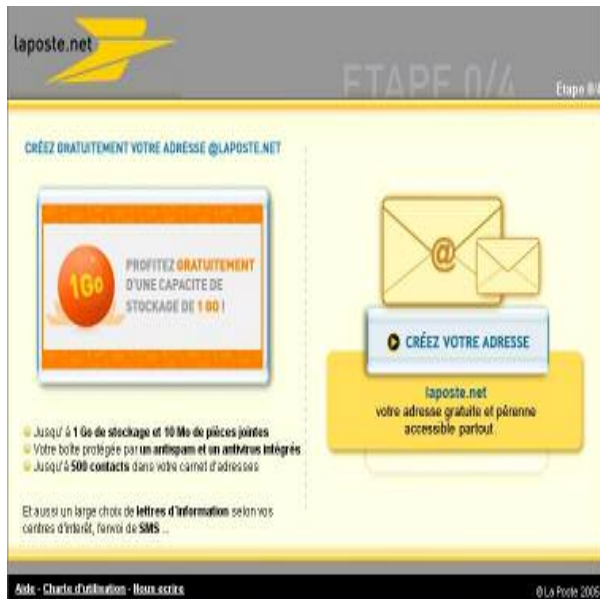 laposte.net
ETAPE 0/4
Etape 0/4
CRÉEZ GRATUITEMENT VOTRE ADRESSE @LAPOSTE.NET
1Go
PROFITEZ GRATUITEMENT
D'UNE CAPACITE DE
STOCKAGE DE 1 GO !
Jusqu'à 1 Go de stockage et 10 Mo de pièces jointes
Votre boîte protégée par un antispam et un antivirus intégrés
Jusqu'à 500 contacts dans votre carnet d'adresses
Et aussi un large choix de lettres d'information selon vos
centres d'intérêt, l'envoi de SMS ...
@
CRÉEZ VOTRE ADRESSE
laposte.net
votre adresse gratuite et pérenne
accessible partout
Aide - Charte d'utilisation - Nous ecrire
© La Poste 2005